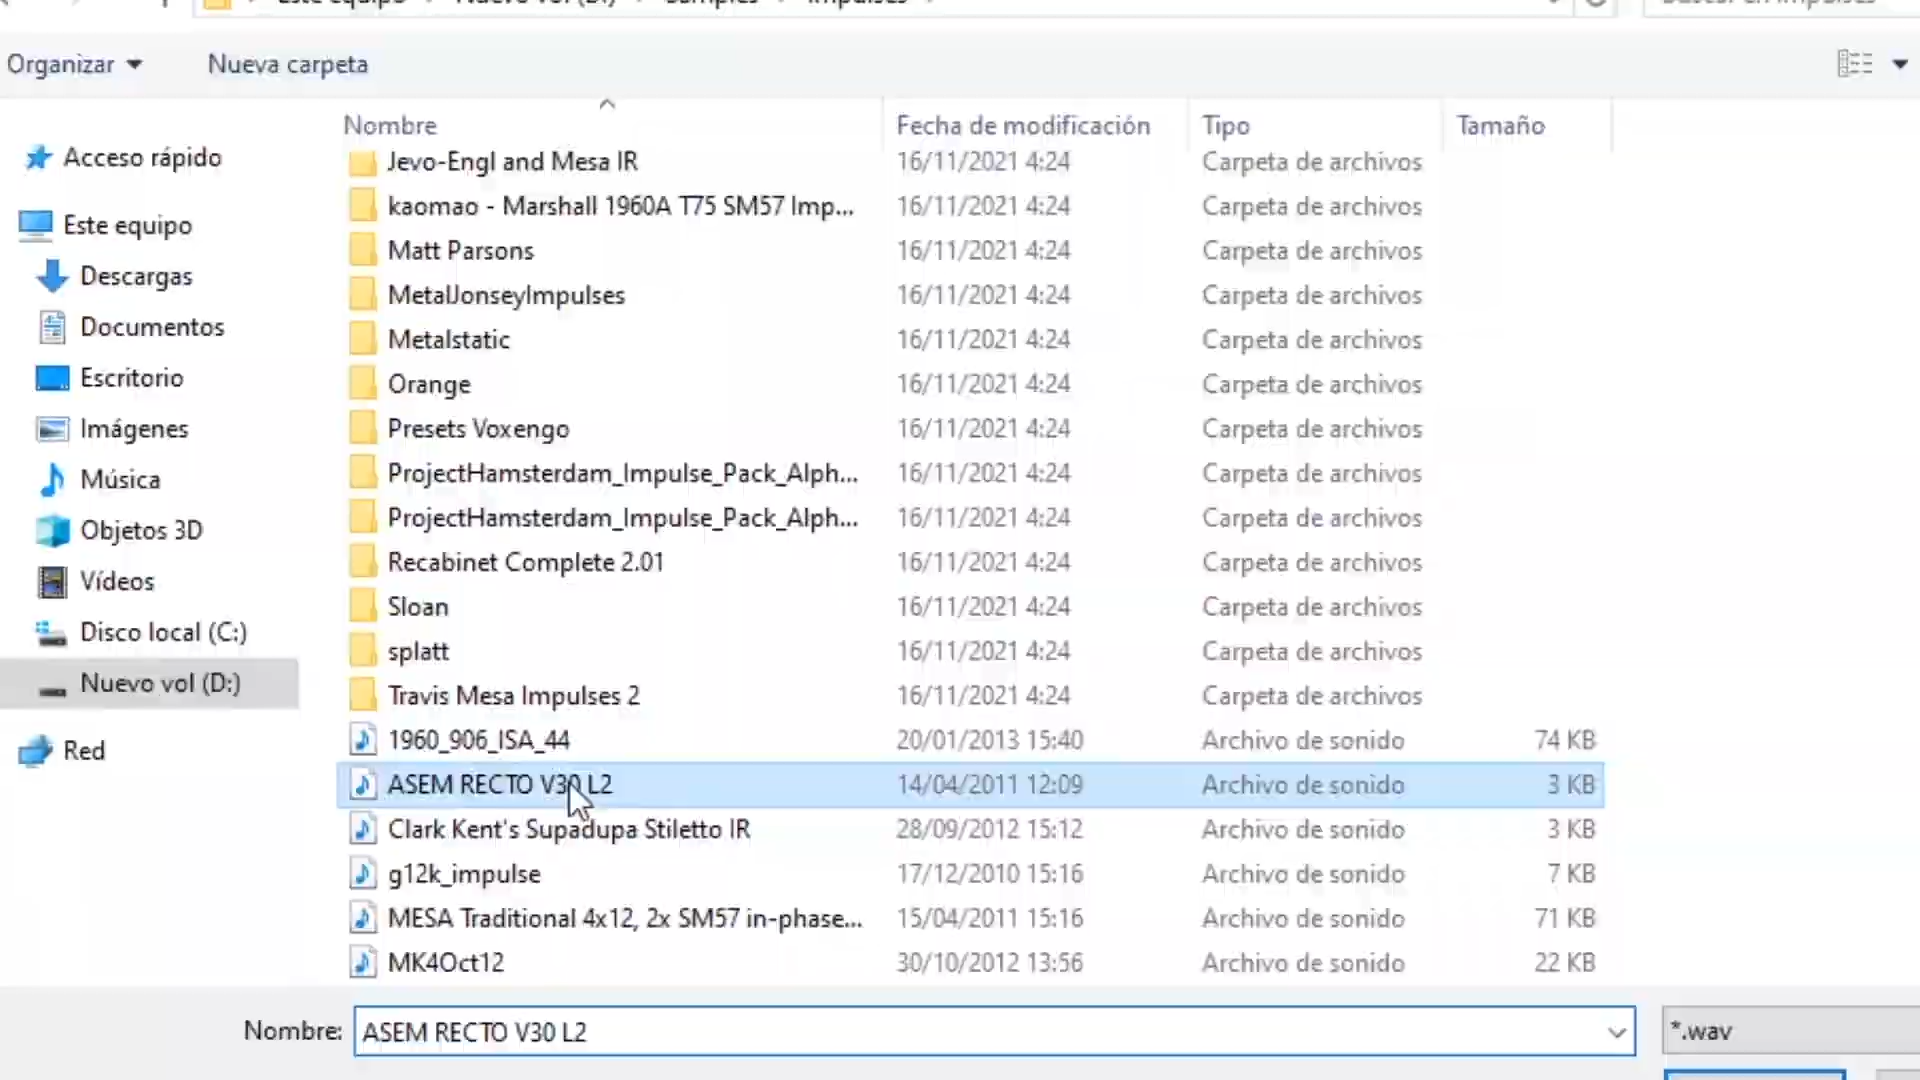 Este equipo Nuevo vol (D:) Samples Impulses Buscar en Impulses
Organizar Nueva carpeta
Nombre Fecha de modificación Tipo Tamaño
Acceso rápido
Este equipo
Descargas
Documentos
Escritorio
Imágenes
Música
Objetos 3D
Vídeos
Disco local (C:)
Nuevo vol (D:)
Red
Jevo-Engl and Mesa IR 16/11/2021 4:24 Carpeta de archivos
kaomao - Marshall 1960A T75 SM57 Imp... 16/11/2021 4:24 Carpeta de archivos
Matt Parsons 16/11/2021 4:24 Carpeta de archivos
MetalJonseyImpulses 16/11/2021 4:24 Carpeta de archivos
Metalstatic 16/11/2021 4:24 Carpeta de archivos
Orange 16/11/2021 4:24 Carpeta de archivos
Presets Voxengo 16/11/2021 4:24 Carpeta de archivos
ProjectHamsterdam_Impulse_Pack_Alph... 16/11/2021 4:24 Carpeta de archivos
ProjectHamsterdam_Impulse_Pack_Alph... 16/11/2021 4:24 Carpeta de archivos
Recabinet Complete 2.01 16/11/2021 4:24 Carpeta de archivos
Sloan 16/11/2021 4:24 Carpeta de archivos
splatt 16/11/2021 4:24 Carpeta de archivos
Travis Mesa Impulses 2 16/11/2021 4:24 Carpeta de archivos
1960_906_ISA_44 20/01/2013 15:40 Archivo de sonido 74 KB
ASEM RECTO V30 L2 14/04/2011 12:09 Archivo de sonido 3 KB
Clark Kent's Supadupa Stiletto IR 28/09/2012 15:12 Archivo de sonido 3 KB
g12k_impulse 17/12/2010 15:16 Archivo de sonido 7 KB
MESA Traditional 4x12, 2x SM57 in-phase... 15/04/2011 15:16 Archivo de sonido 71 KB
MK4Oct12 30/10/2012 13:56 Archivo de sonido 22 KB
Nombre: ASEM RECTO V30 L2 *.wav